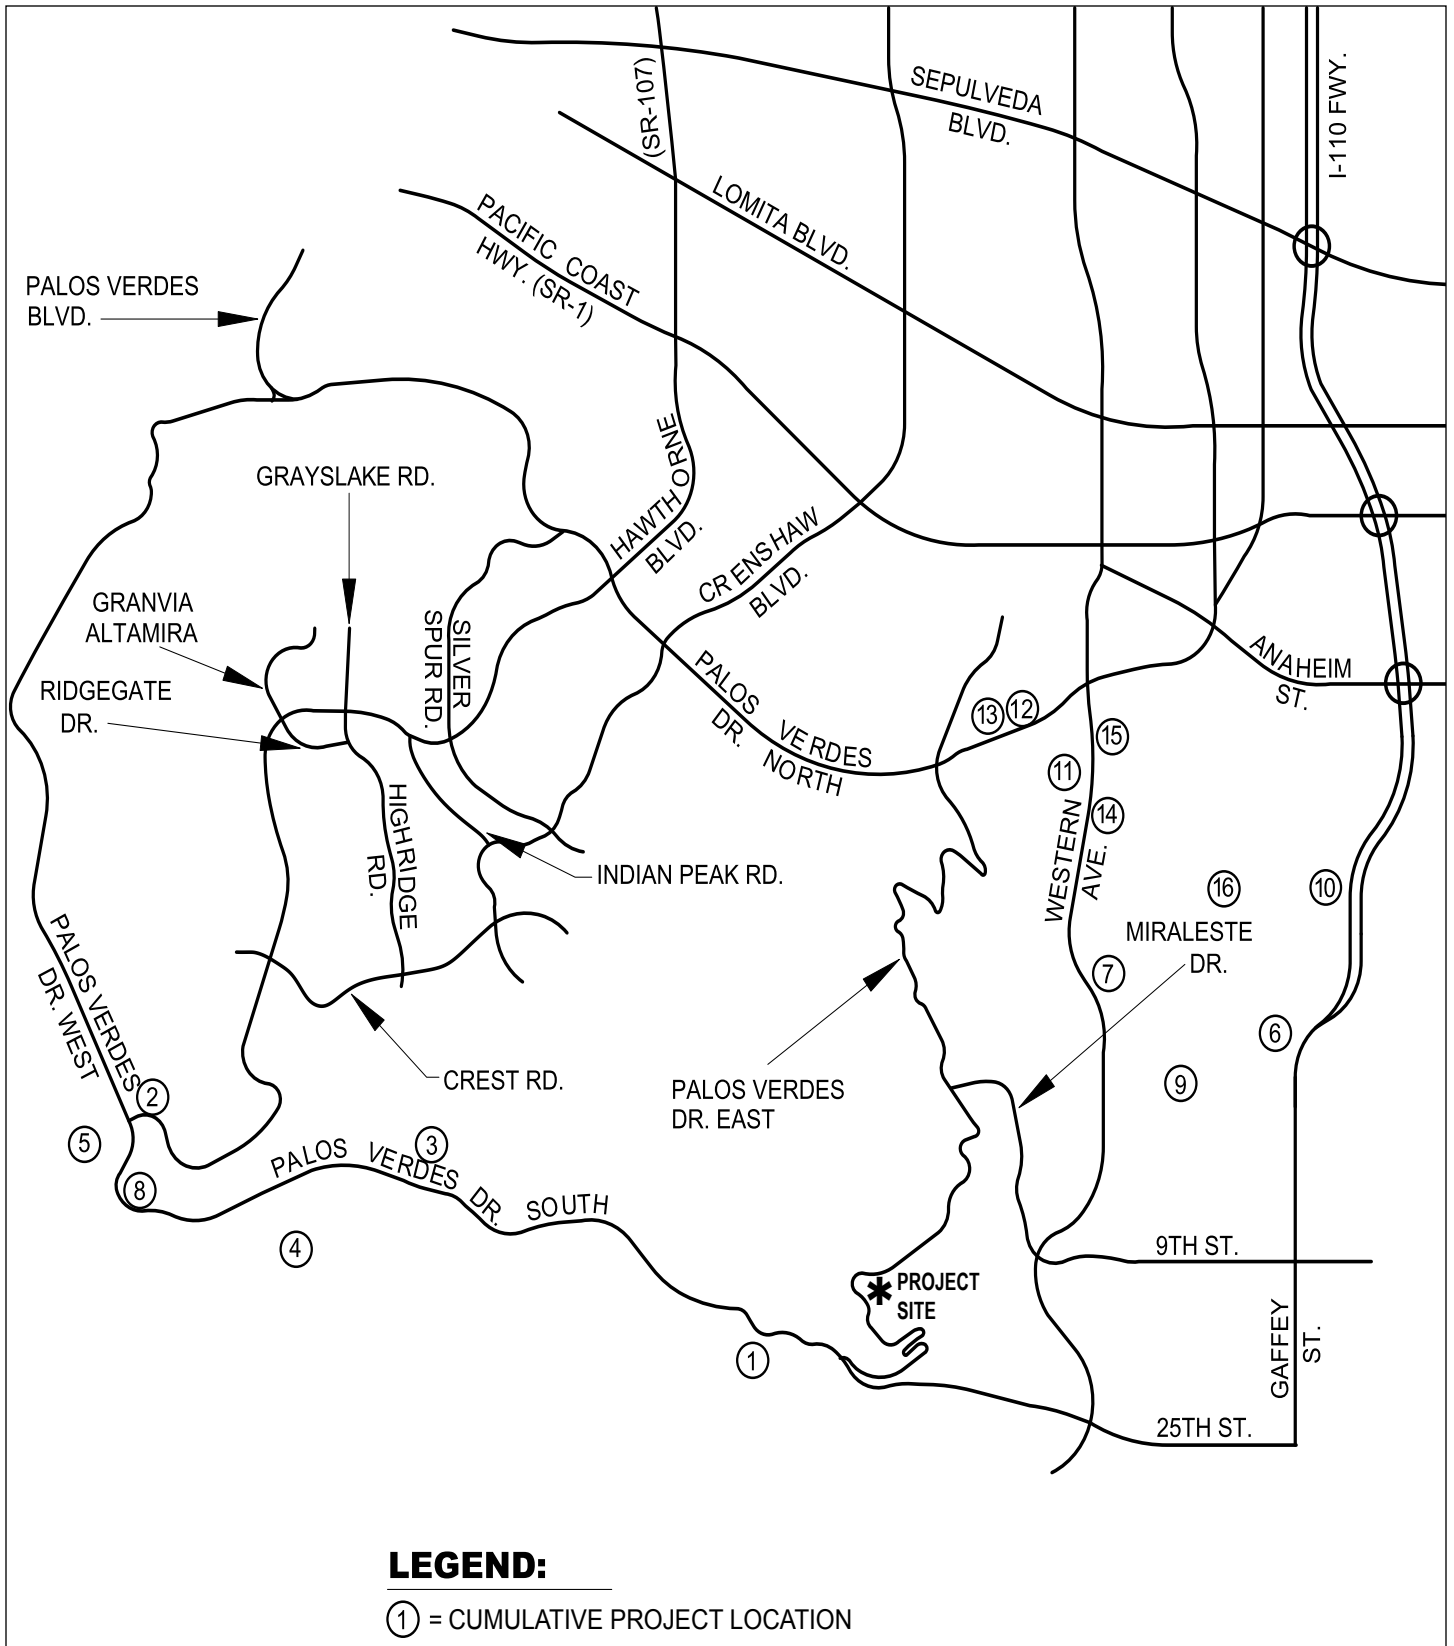 (SR-107)
SEPULVEDA
BLVD.
I-110 FWY.
LOMITA BLVD.
PACIFIC COAST
HWY. (SR-1)
PALOS VERDES
BLVD.
GRAYSLAKE RD.
HAWTHORNE
BLVD.
CRENSHAW
BLVD.
GRANVIA
ALTAMIRA
SILVER
SPUR RD.
RIDGEGATE
DR.
PALOS VERDES
DR. NORTH
ANAHEIM
ST.
13
12
15
11
14
HIGHRIDGE
RD.
INDIAN PEAK RD.
WESTERN
AVE.
16
10
MIRALESTE
DR.
7
PALOS VERDES
DR. WEST
6
CREST RD.
PALOS VERDES
DR. EAST
9
2
5
3
8
PALOS VERDES DR. SOUTH
4
9TH ST.
PROJECT
SITE
1
GAFFEY
ST.
25TH ST.
LEGEND:
1 = CUMULATIVE PROJECT LOCATION